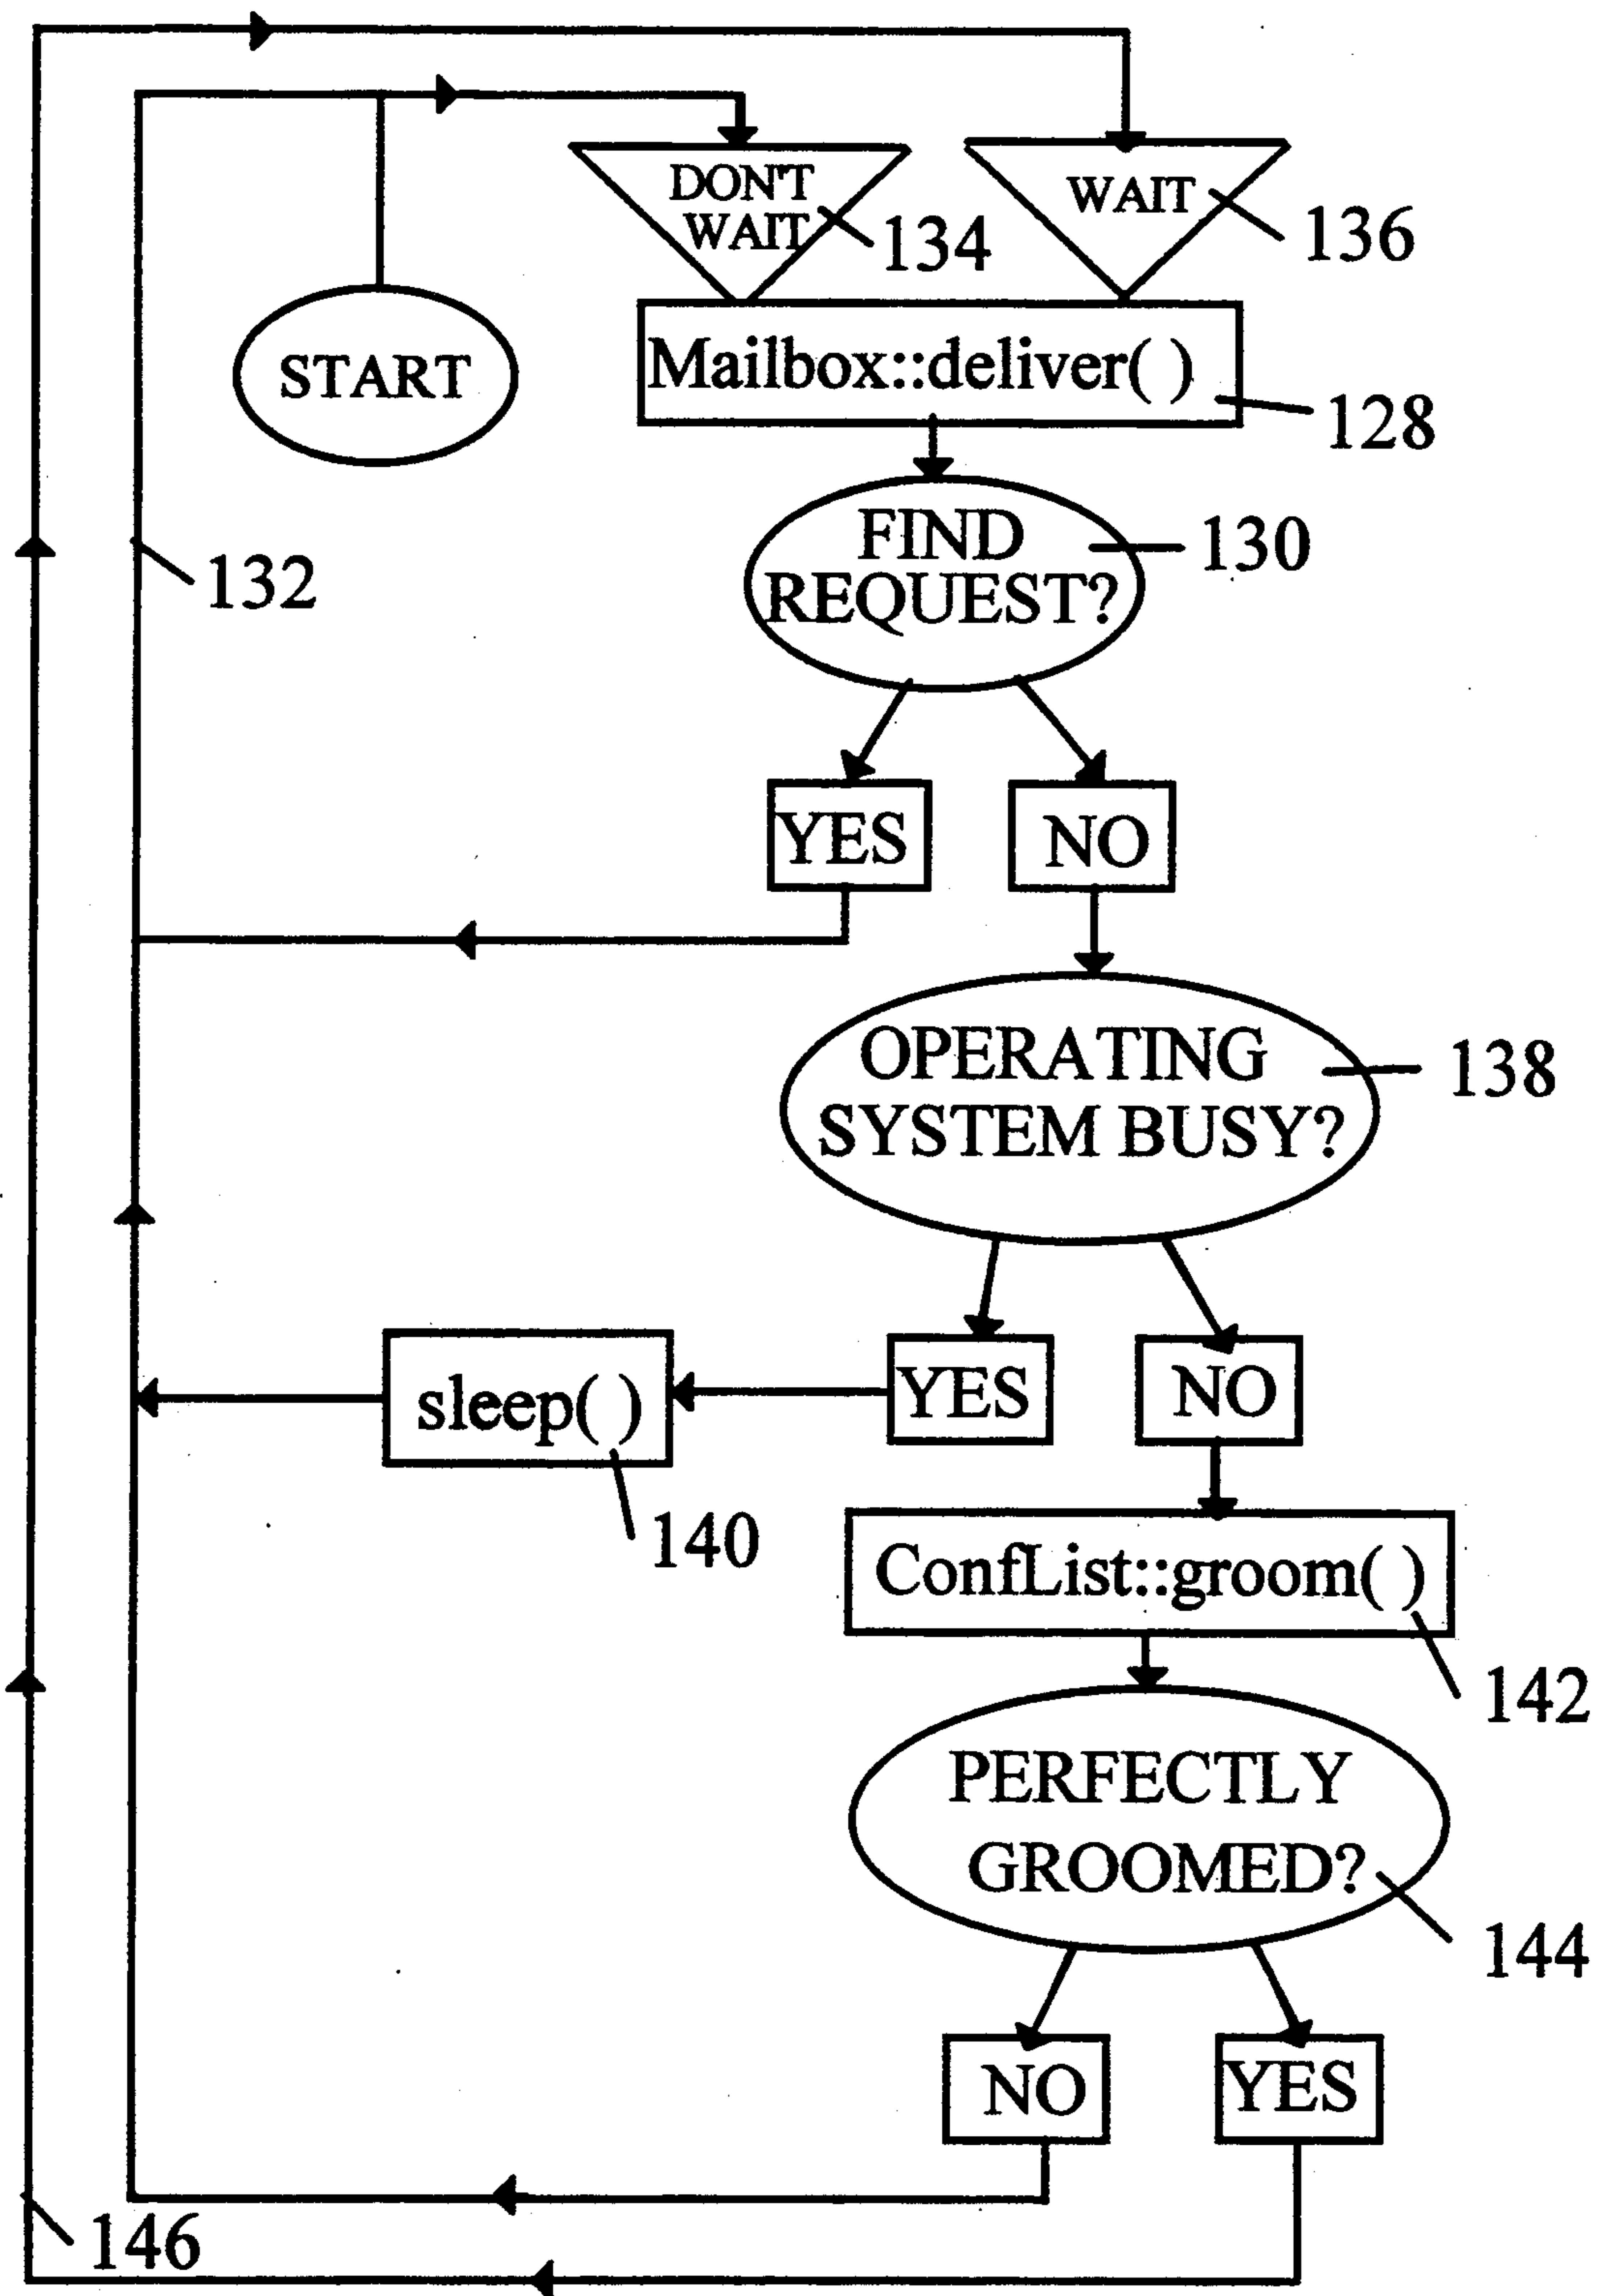 DON'T
WAIT
134
WAIT
136
START
Mailbox::deliver( )
128
FIND
REQUEST?
130
132
YES
NO
OPERATING
SYSTEM BUSY?
138
sleep( )
YES
NO
140
ConfList::groom( )
142
PERFECTLY
GROOMED?
144
NO
YES
146